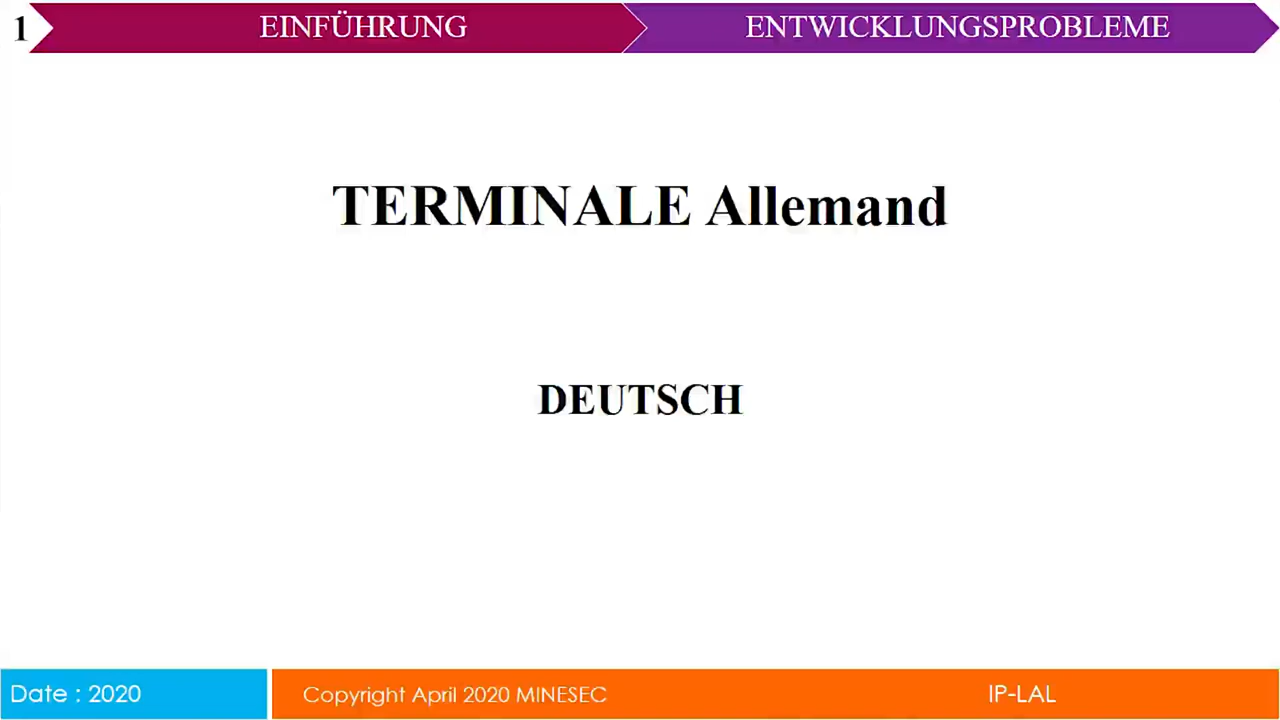 1
EINFÜHRUNG
ENTWICKLUNGSPROBLEME
TERMINALE Allemand
DEUTSCH
Date : 2020
Copyright April 2020 MINESEC
IP-LAL